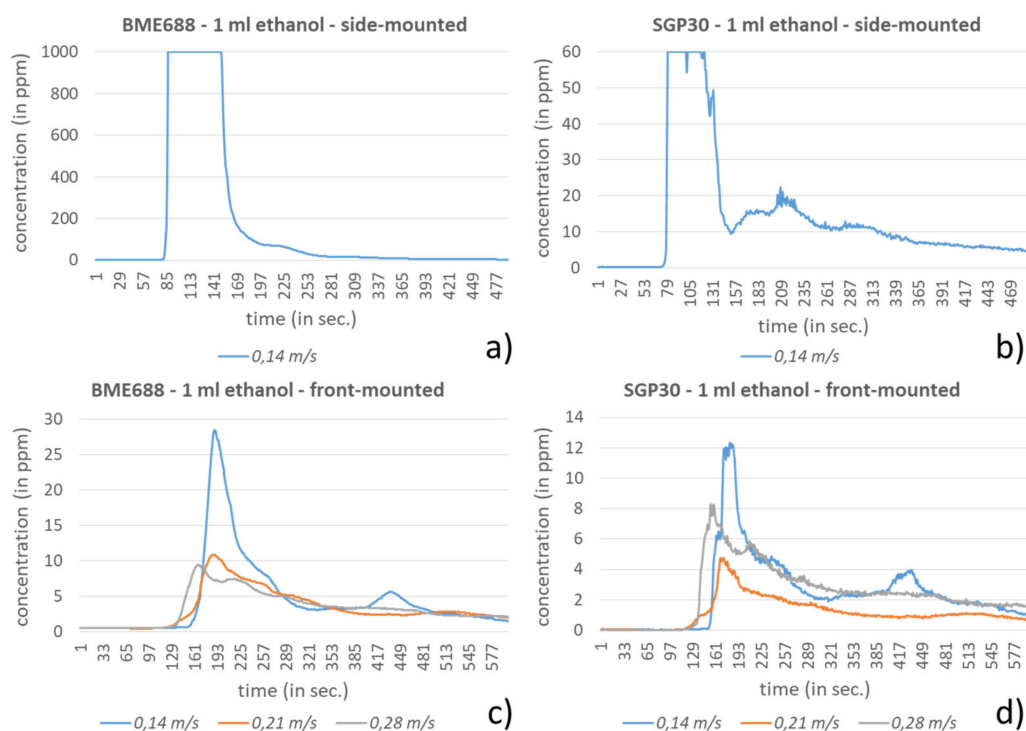 BME688 - 1 ml ethanol - side-mounted
concentration (in ppm)
1000
800
600
400
200
0
1 29 57 85 113 141 169 197 225 253 281 309 337 365 393 421 449 477
time (in sec.)
0,14 m/s
a)
SGP30 - 1 ml ethanol - side-mounted
concentration (in ppm)
60
50
40
30
20
10
0
1 27 53 79 105 131 157 183 209 235 261 287 313 339 365 391 417 443 469
time (in sec.)
0,14 m/s
b)
BME688 - 1 ml ethanol - front-mounted
concentration (in ppm)
30
25
20
15
10
5
0
1 33 65 97 129 161 193 225 257 289 321 353 385 417 449 481 513 545 577
time (in sec.)
0,14 m/s 0,21 m/s 0,28 m/s
c)
SGP30 - 1 ml ethanol - front-mounted
concentration (in ppm)
14
12
10
8
6
4
2
0
1 33 65 97 129 161 193 225 257 289 321 353 385 417 449 481 513 545 577
time (in sec.)
0,14 m/s 0,21 m/s 0,28 m/s
d)